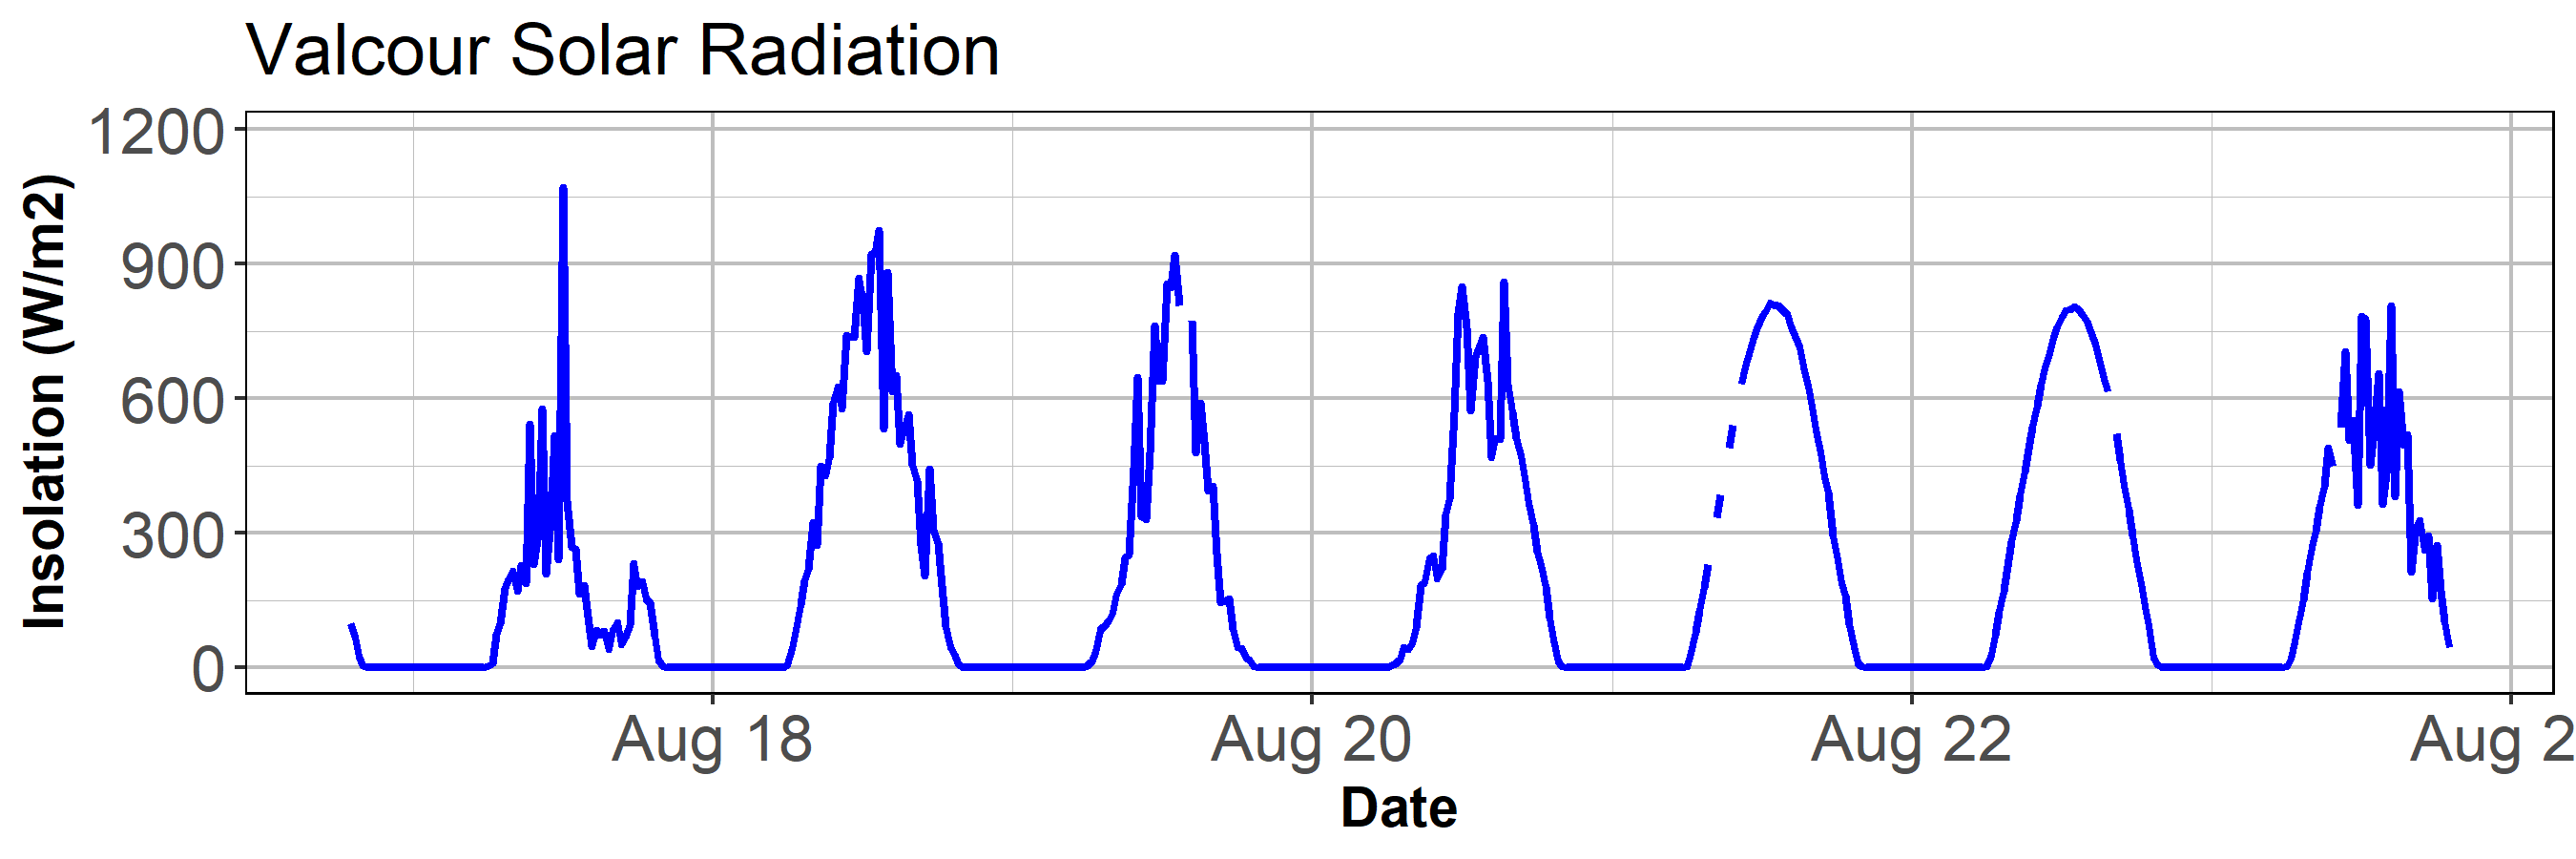 Valcour Solar Radiation
Insolation (W/m2)
1200
900
600
300
0
Aug 18
Aug 20
Aug 22
Aug 2
Date